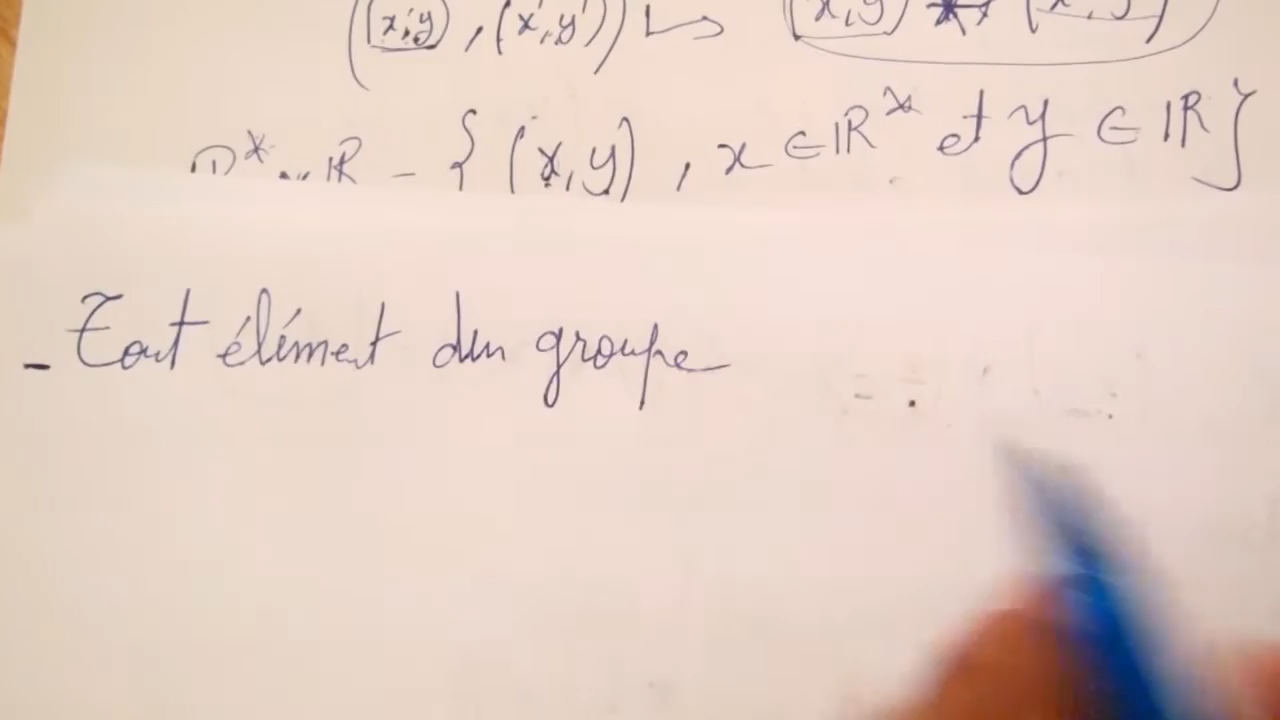 ((x,y), (x',y')) ↦ (x,y) * (x',y')
ℝ* × ℝ = { (x,y) , x ∈ ℝ* et y ∈ ℝ }
- Tout élément du groupe